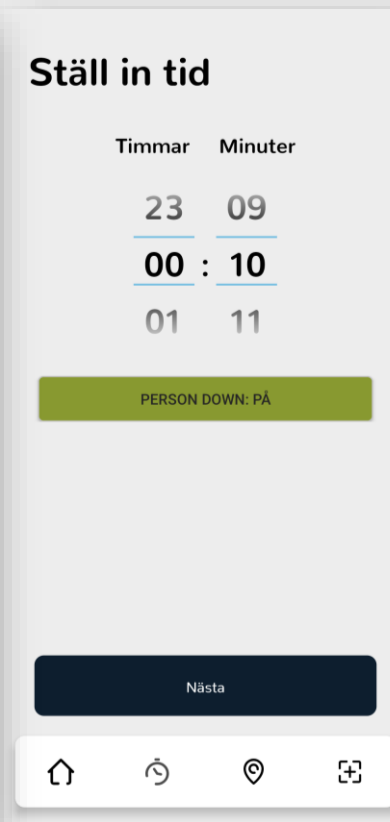 Ställ in tid
Timmar Minuter
23 09
00 : 10
01 11
PERSON DOWN: PÅ
Nästa